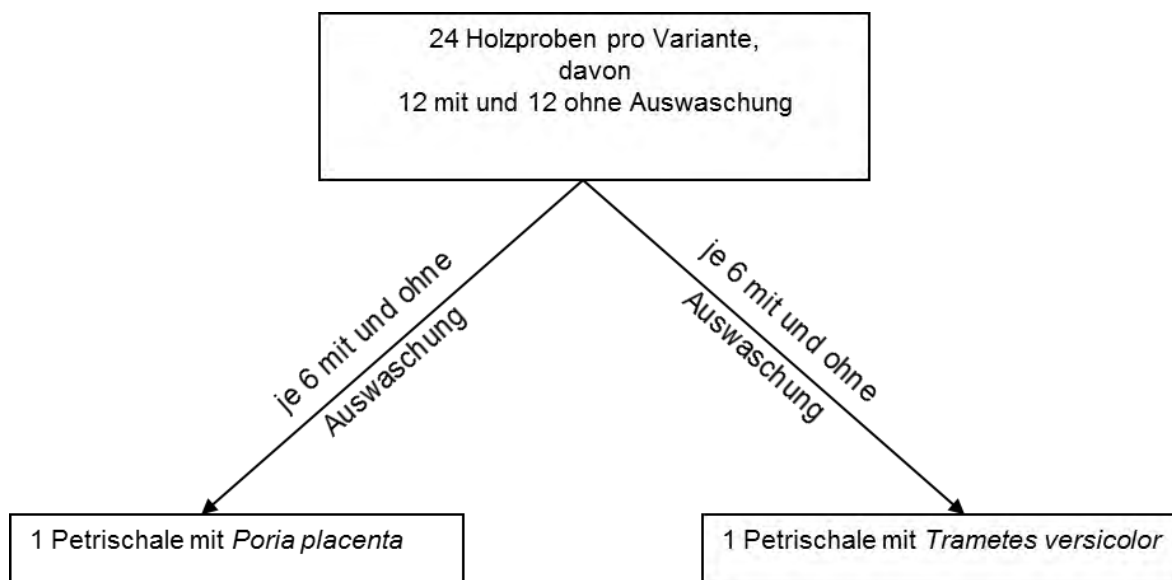 24 Holzproben pro Variante,
davon
12 mit und 12 ohne Auswaschung
je 6 mit und ohne
Auswaschung
je 6 mit und ohne
Auswaschung
1 Petrischale mit Poria placenta
1 Petrischale mit Trametes versicolor